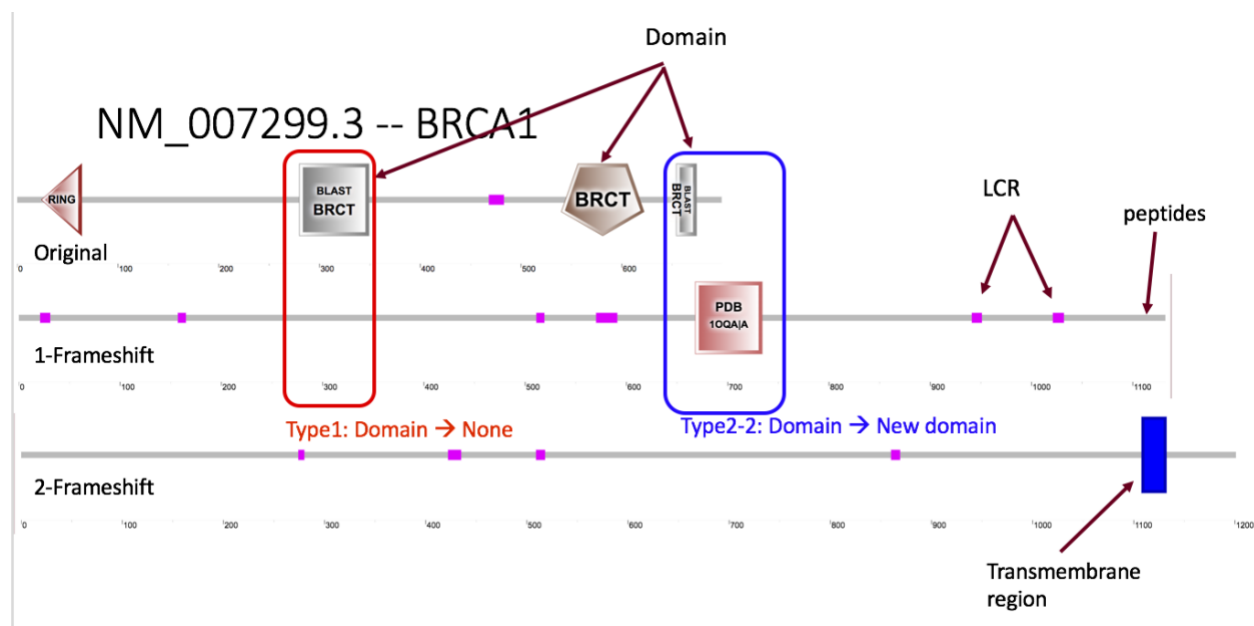 Domain
NM_007299.3 -- BRCA1
RING
BLAST
BRCT
BRCT
BLAST
BRCT
LCR
peptides
Original
0 100 200 300 400 500 600
PDB
1OQA|A
1-Frameshift
0 100 200 300 400 500 600 700 800 900 1000 1100
Type1: Domain → None
Type2-2: Domain → New domain
2-Frameshift
0 100 200 300 400 500 600 700 800 900 1000 1100 1200
Transmembrane
region